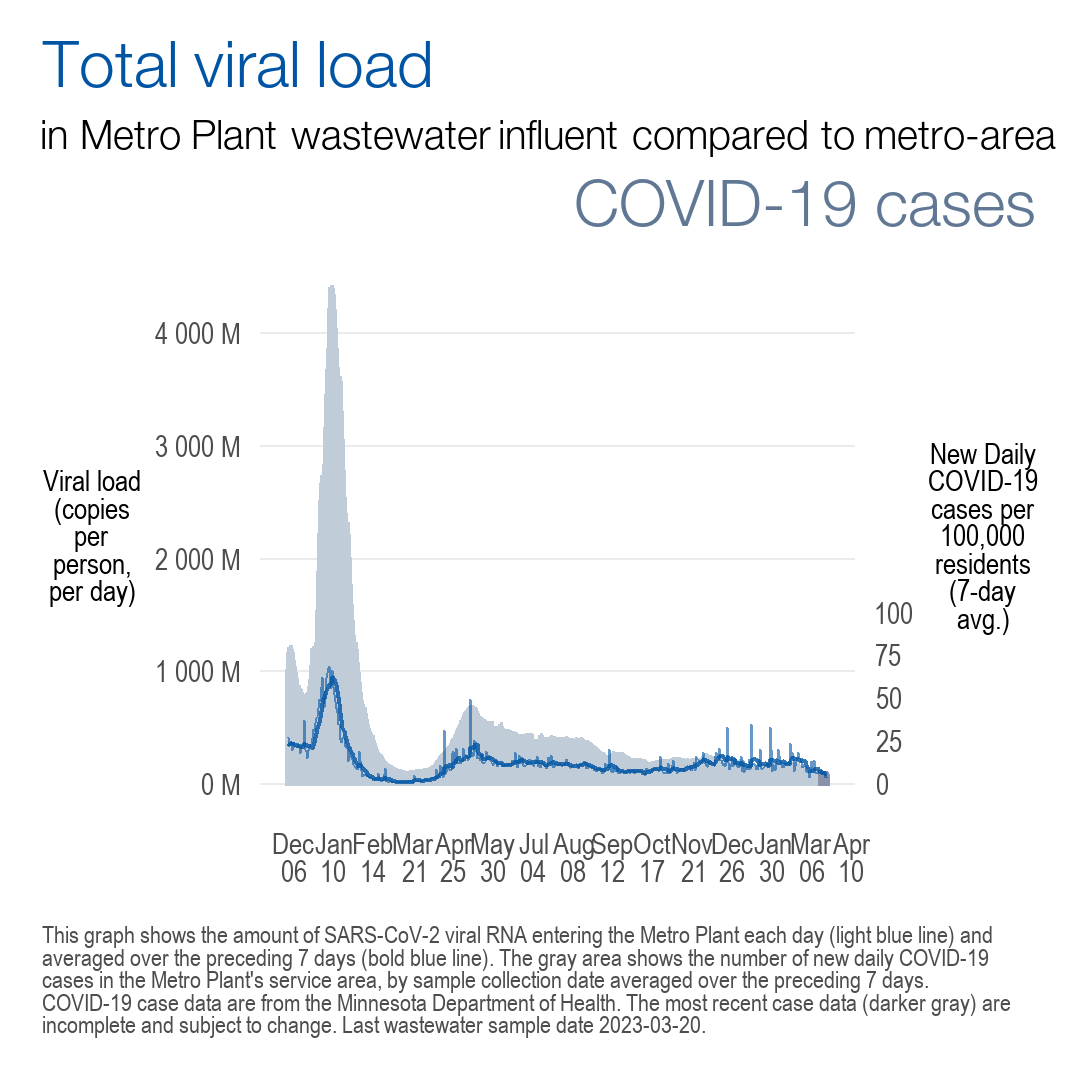 Total viral load
in Metro Plant wastewater influent compared to metro-area
COVID-19 cases
4 000 M
3 000 M
2 000 M
1 000 M
0 M
Viral load
(copies
per
person,
per day)
New Daily
COVID-19
cases per
100,000
residents
(7-day
avg.)
100
75
50
25
0
Dec Jan Feb Mar Apr May Jul Aug Sep Oct Nov Dec Jan Mar Apr
06 10 14 21 25 30 04 08 12 17 21 26 30 06 10
This graph shows the amount of SARS-CoV-2 viral RNA entering the Metro Plant each day (light blue line) and
averaged over the preceding 7 days (bold blue line). The gray area shows the number of new daily COVID-19
cases in the Metro Plant's service area, by sample collection date averaged over the preceding 7 days.
COVID-19 case data are from the Minnesota Department of Health. The most recent case data (darker gray) are
incomplete and subject to change. Last wastewater sample date 2023-03-20.